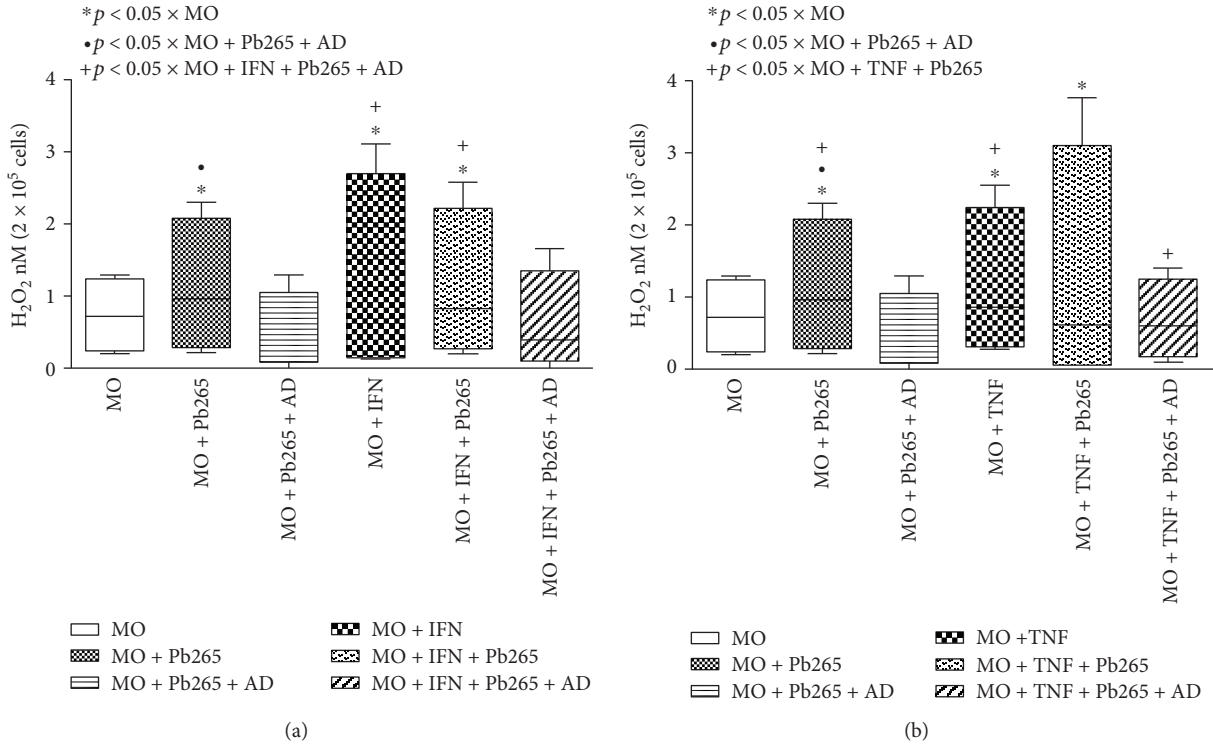 *p < 0.05 × MO
•p < 0.05 × MO + Pb265 + AD
+p < 0.05 × MO + IFN + Pb265 + AD
H₂O₂ nM (2 × 10⁵ cells)
4
3
2
1
0
MO
MO + Pb265
MO + Pb265 + AD
MO + IFN
MO + IFN + Pb265
MO + IFN + Pb265 + AD
•
*
+
*
+
*
MO
MO + Pb265
MO + Pb265 + AD
MO + IFN
MO + IFN + Pb265
MO + IFN + Pb265 + AD
(a)
*p < 0.05 × MO
•p < 0.05 × MO + Pb265 + AD
+p < 0.05 × MO + TNF + Pb265
H₂O₂ nM (2 × 10⁵ cells)
4
3
2
1
0
+
•
*
+
*
*
+
MO
MO + Pb265
MO + Pb265 + AD
MO + TNF
MO + TNF + Pb265
MO + TNF + Pb265 + AD
MO
MO + Pb265
MO + Pb265 + AD
MO +TNF
MO + TNF + Pb265
MO + TNF + Pb265 + AD
(b)